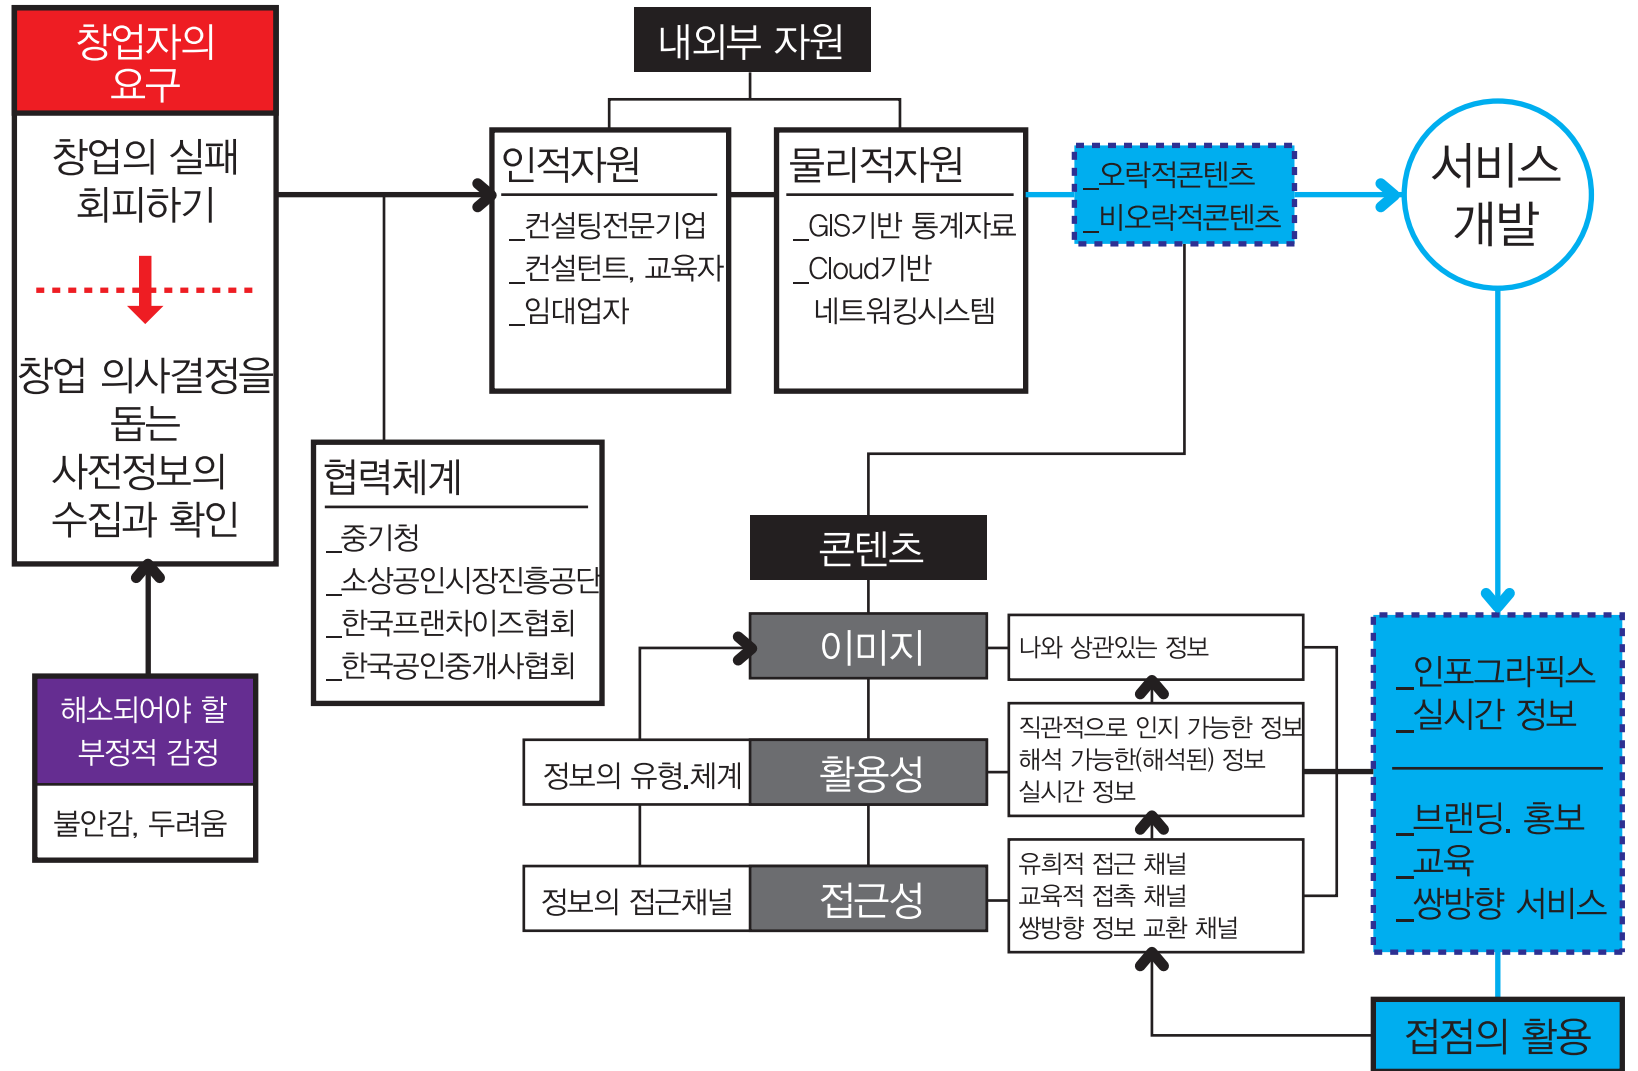 창업자의
요구
창업의 실패
회피하기
창업 의사결정을
돕는
사전정보의
수집과 확인
해소되어야 할
부정적 감정
불안감, 두려움
내외부 자원
인적자원
_컨설팅전문기업
_컨설턴트, 교육자
_임대업자
물리적자원
_GIS기반 통계자료
_Cloud기반
네트워킹시스템
협력체계
_중기청
_소상공인시장진흥공단
_한국프랜차이즈협회
_한국공인중개사협회
_오락적콘텐츠
_비오락적콘텐츠
서비스
개발
콘텐츠
이미지
나와 상관있는 정보
정보의 유형.체계
활용성
직관적으로 인지 가능한 정보
해석 가능한(해석된) 정보
실시간 정보
정보의 접근채널
접근성
유희적 접근 채널
교육적 접촉 채널
쌍방향 정보 교환 채널
_인포그라픽스
_실시간 정보
_브랜딩. 홍보
_교육
_쌍방향 서비스
접점의 활용